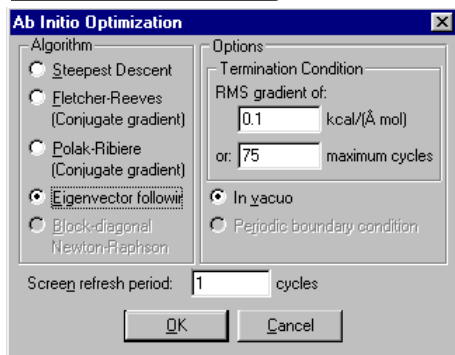 Ab Initio Optimization
Algorithm
Steepest Descent
Fletcher-Reeves
(Conjugate gradient)
Polak-Ribiere
(Conjugate gradient)
Eigenvector followir
Block-diagonal
Newton-Raphson
Options
Termination Condition
RMS gradient of:
0.1 kcal/(Å mol)
or: 75 maximum cycles
In vacuo
Periodic boundary condition
Screen refresh period: 1 cycles
OK Cancel